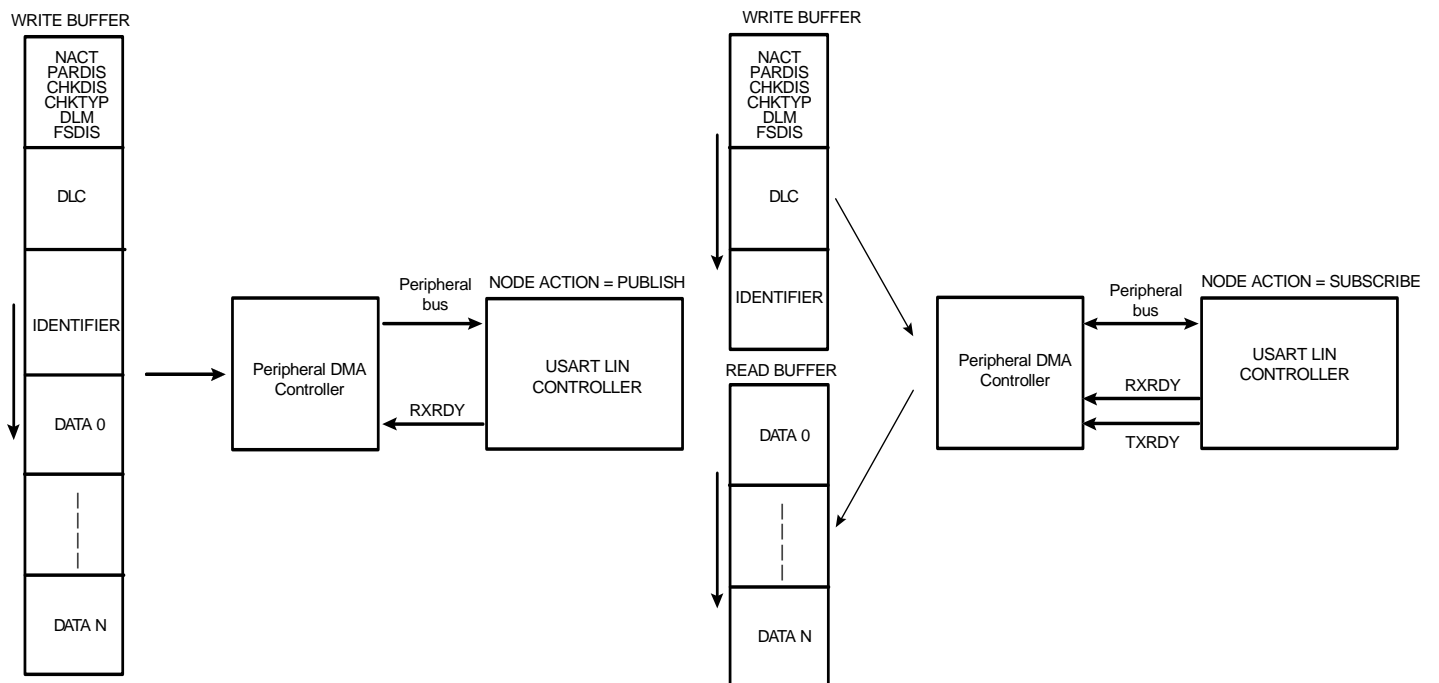 WRITE BUFFER
NACT
PARDIS
CHKDIS
CHKTYP
DLM
FSDIS
DLC
IDENTIFIER
DATA 0
DATA N
Peripheral DMA
Controller
Peripheral
bus
RXRDY
NODE ACTION = PUBLISH
USART LIN
CONTROLLER
WRITE BUFFER
NACT
PARDIS
CHKDIS
CHKTYP
DLM
FSDIS
DLC
IDENTIFIER
READ BUFFER
DATA 0
DATA N
Peripheral DMA
Controller
Peripheral
bus
RXRDY
TXRDY
NODE ACTION = SUBSCRIBE
USART LIN
CONTROLLER